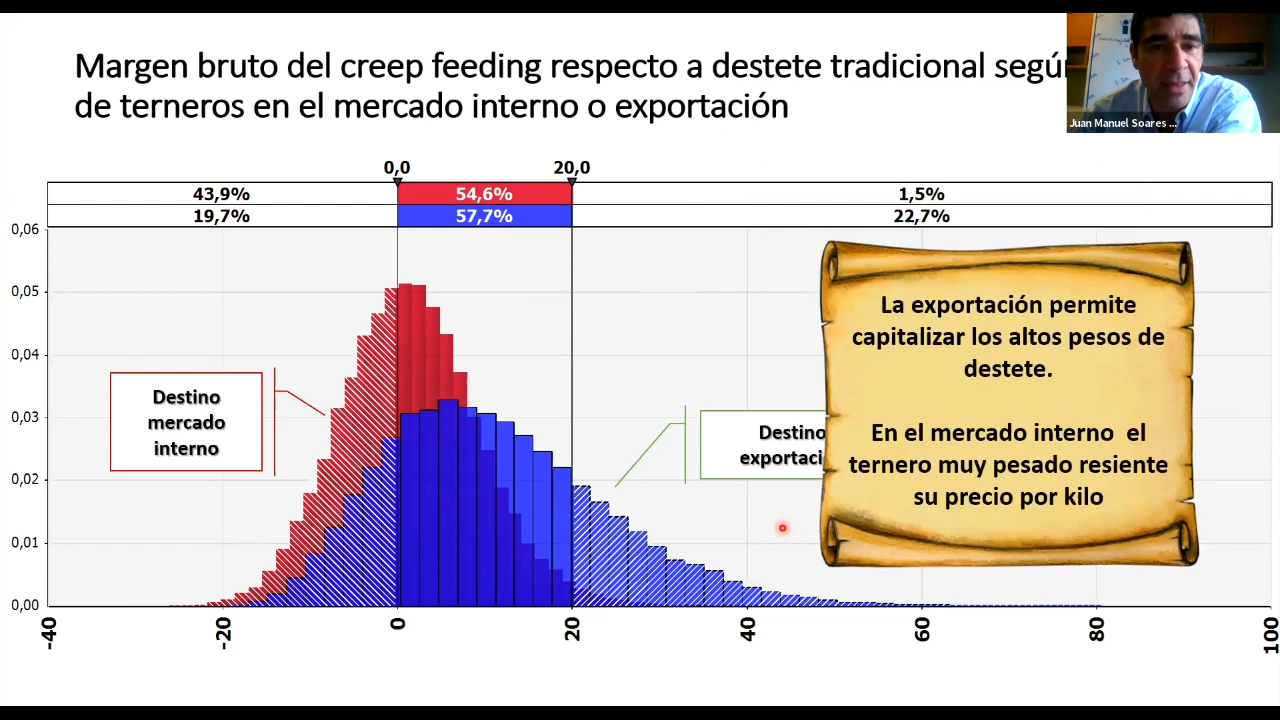 Margen bruto del creep feeding respecto a destete tradicional según
de terneros en el mercado interno o exportación
Juan Manuel Soares ...
0,0
20,0
43,9%
54,6%
1,5%
19,7%
57,7%
22,7%
0,06
0,05
0,04
0,03
0,02
0,01
0,00
Destino
mercado
interno
Destino
exportaci
La exportación permite
capitalizar los altos pesos de
destete.
En el mercado interno el
ternero muy pesado resiente
su precio por kilo
-40
-20
0
20
40
60
80
100